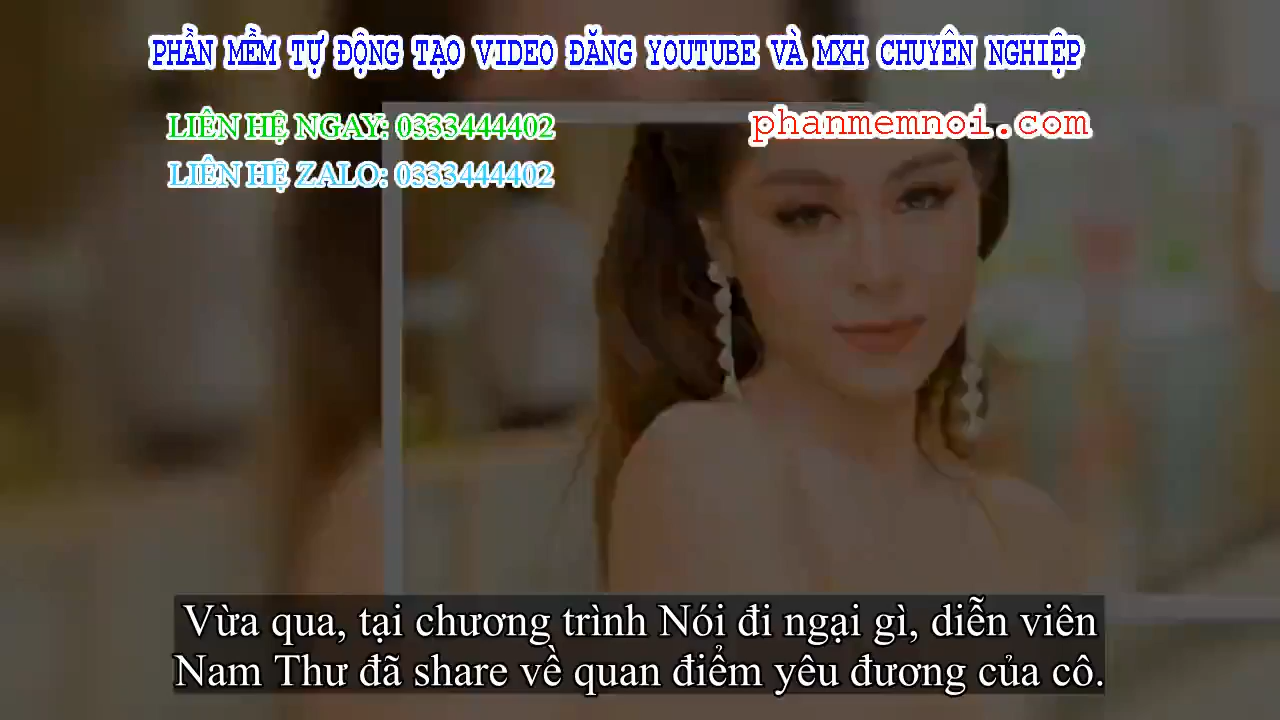 PHẦN MỀM TỰ ĐỘNG TẠO VIDEO ĐĂNG YOUTUBE VÀ MXH CHUYÊN NGHIỆP
LIÊN HỆ NGAY: 0333444402
phanmemnoi.com
LIÊN HỆ ZALO: 0333444402
Vừa qua, tại chương trình Nói đi ngại gì, diễn viên
Nam Thư đã share về quan điểm yêu đương của cô.